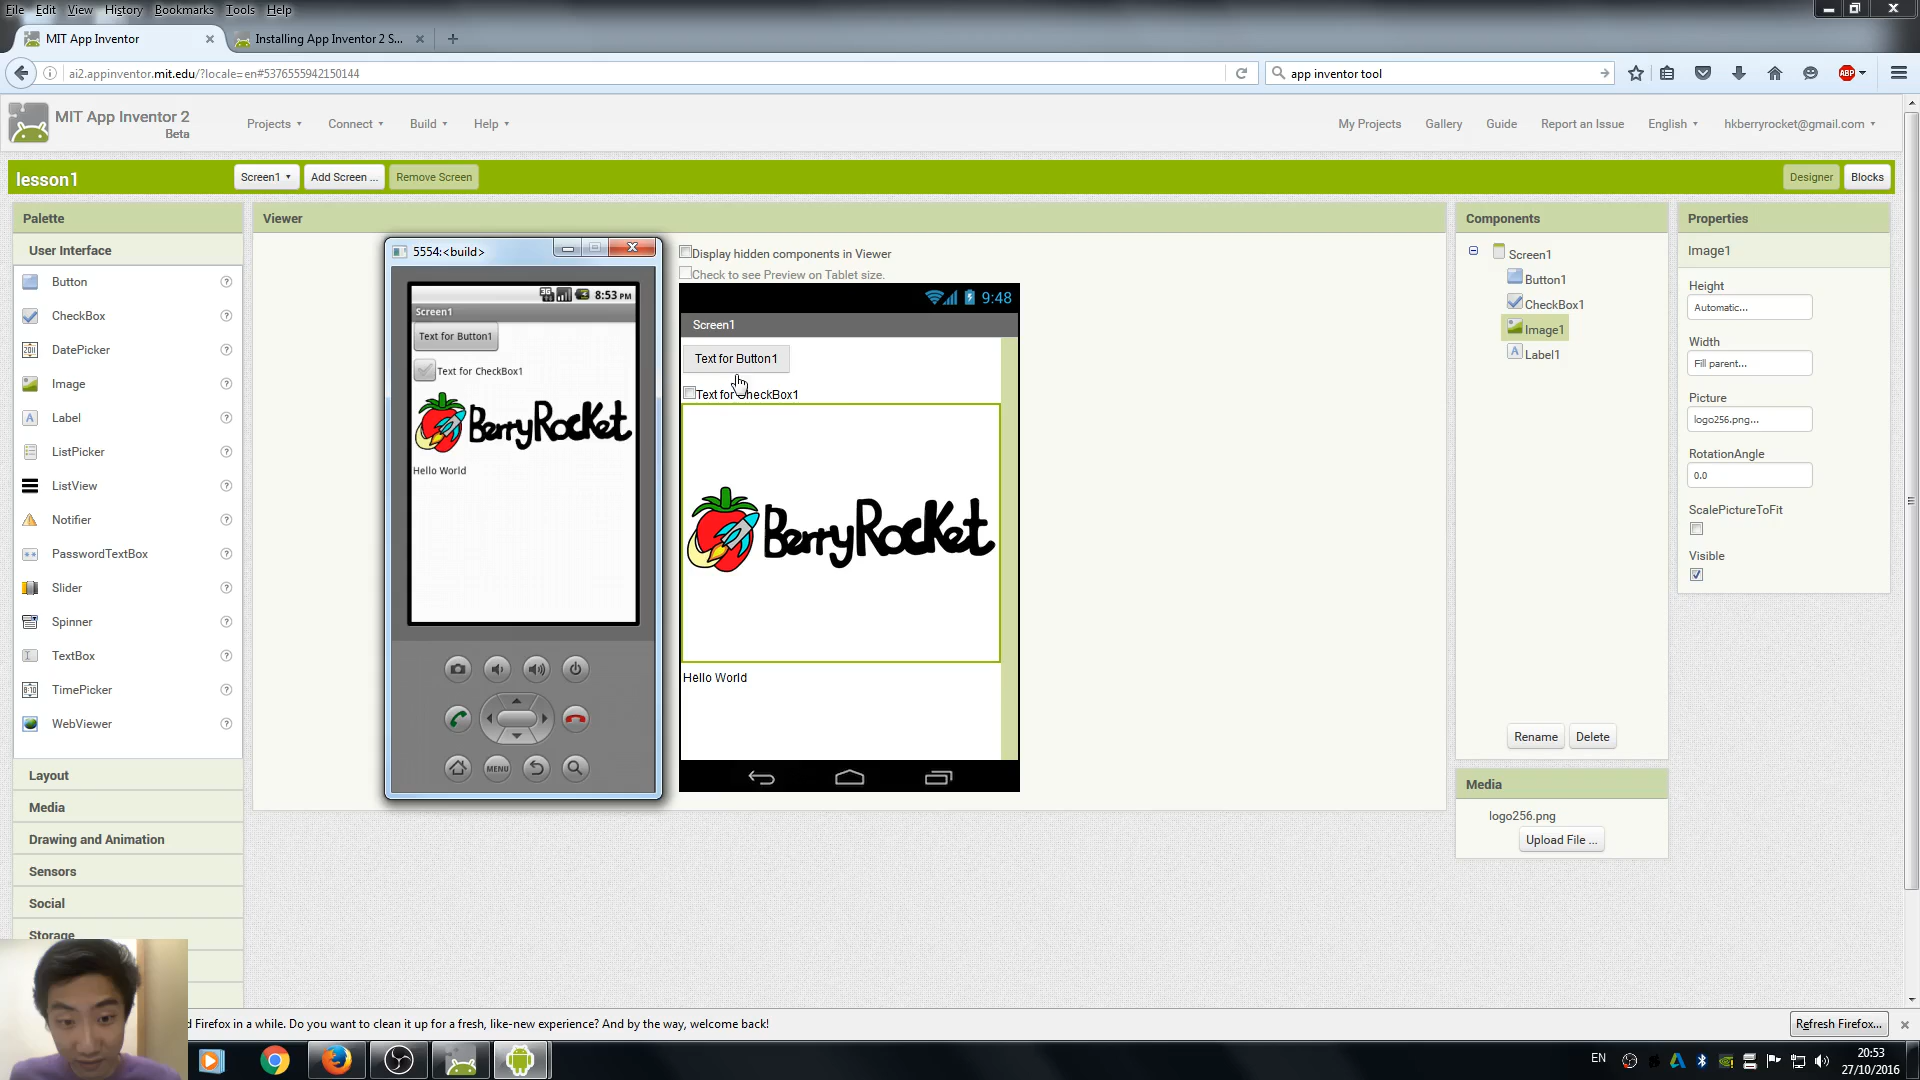 File Edit View History Bookmarks Tools Help
MIT App Inventor
Installing App Inventor 2 S...
ai2.appinventor.mit.edu/?locale=en#5376555942150144
app inventor tool
ABP
MIT App Inventor 2
Beta
Projects Connect Build Help
My Projects Gallery Guide Report an Issue English hkberryrocket@gmail.com
lesson1
Screen1 Add Screen ... Remove Screen
Designer Blocks
Palette
User Interface
Button
CheckBox
DatePicker
Image
Label
ListPicker
ListView
Notifier
PasswordTextBox
Slider
Spinner
TextBox
TimePicker
WebViewer
Layout
Media
Drawing and Animation
Sensors
Social
Storage
Viewer
5554:<build>
8:53 PM
Screen1
Text for Button1
Text for CheckBox1
BerryRocket
Hello World
MENU
Display hidden components in Viewer
Check to see Preview on Tablet size.
9:48
Screen1
Text for Button1
Text for CheckBox1
BerryRocket
Hello World
Components
Screen1
Button1
CheckBox1
Image1
Label1
Rename Delete
Media
logo256.png
Upload File ...
Properties
Image1
Height
Automatic...
Width
Fill parent...
Picture
logo256.png...
RotationAngle
0.0
ScalePictureToFit
Visible
d Firefox in a while. Do you want to clean it up for a fresh, like-new experience? And by the way, welcome back!
Refresh Firefox...
EN
20:53
27/10/2016